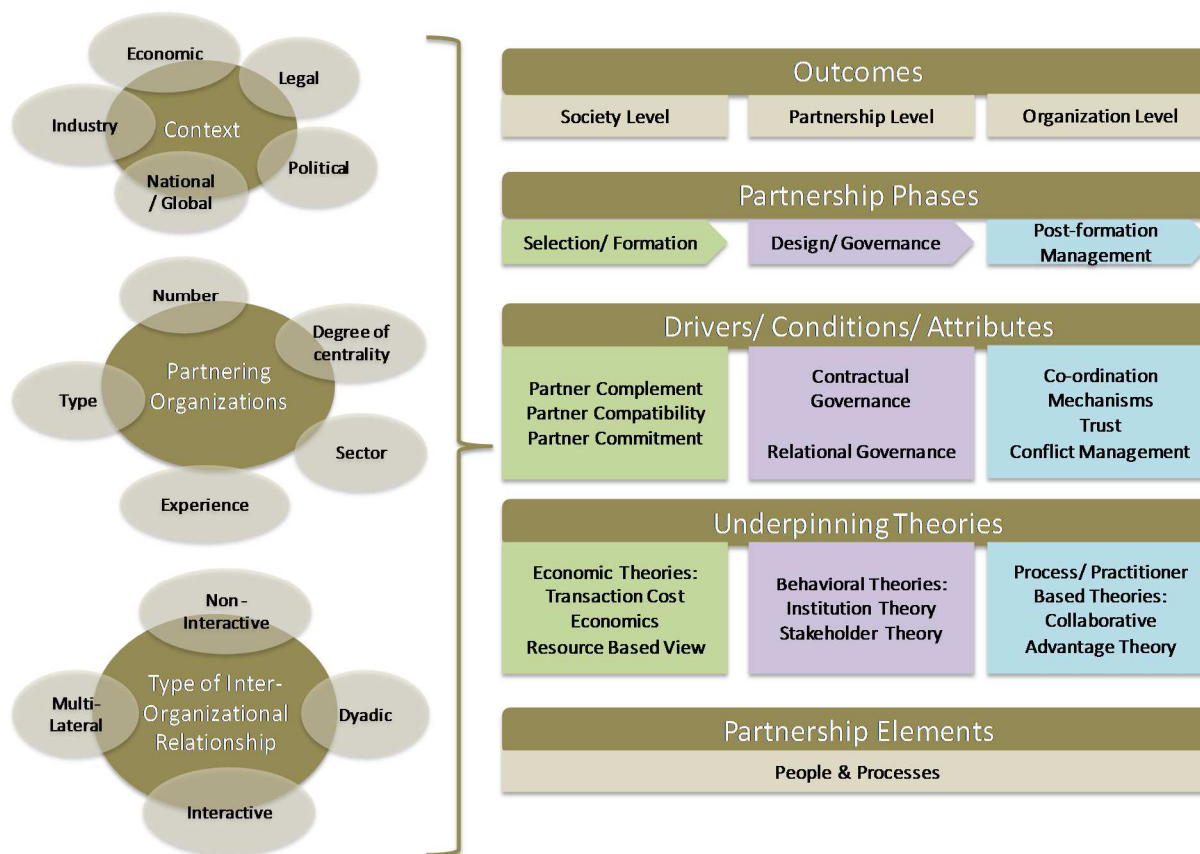 Economic
Legal
Industry
Context
Political
National
/ Global
Number
Degree of
centrality
Partnering
Organizations
Type
Sector
Experience
Non -
Interactive
Multi-
Lateral
Type of Inter-
Organizational
Relationship
Dyadic
Interactive
Outcomes
Society Level
Partnership Level
Organization Level
Partnership Phases
Selection/ Formation
Design/ Governance
Post-formation
Management
Drivers/ Conditions/ Attributes
Partner Complement
Partner Compatibility
Partner Commitment
Contractual
Governance
Relational Governance
Co-ordination
Mechanisms
Trust
Conflict Management
Underpinning Theories
Economic Theories:
Transaction Cost
Economics
Resource Based View
Behavioral Theories:
Institution Theory
Stakeholder Theory
Process/ Practitioner
Based Theories:
Collaborative
Advantage Theory
Partnership Elements
People & Processes